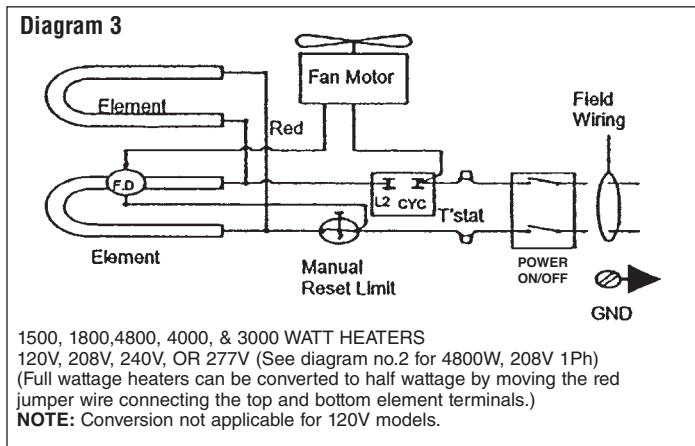 Diagram 3
Fan Motor
Element
Red
Field
Wiring
F.D
L2 CYC
T'stat
Element
Manual
Reset Limit
POWER
ON/OFF
GND
1500, 1800,4800, 4000, & 3000 WATT HEATERS
120V, 208V, 240V, OR 277V (See diagram no.2 for 4800W, 208V 1Ph)
(Full wattage heaters can be converted to half wattage by moving the red
jumper wire connecting the top and bottom element terminals.)
NOTE: Conversion not applicable for 120V models.